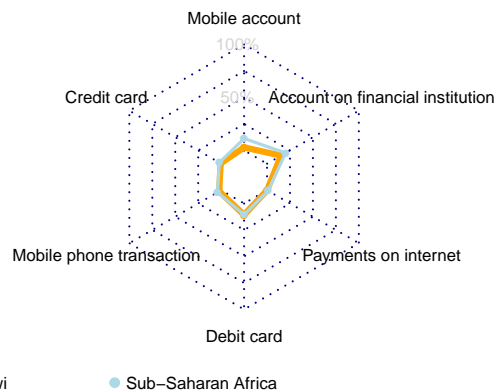 Mobile account
100%
Credit card
50%
Account on financial institution
Mobile phone transaction
Payments on internet
Debit card
wi
Sub−Saharan Africa